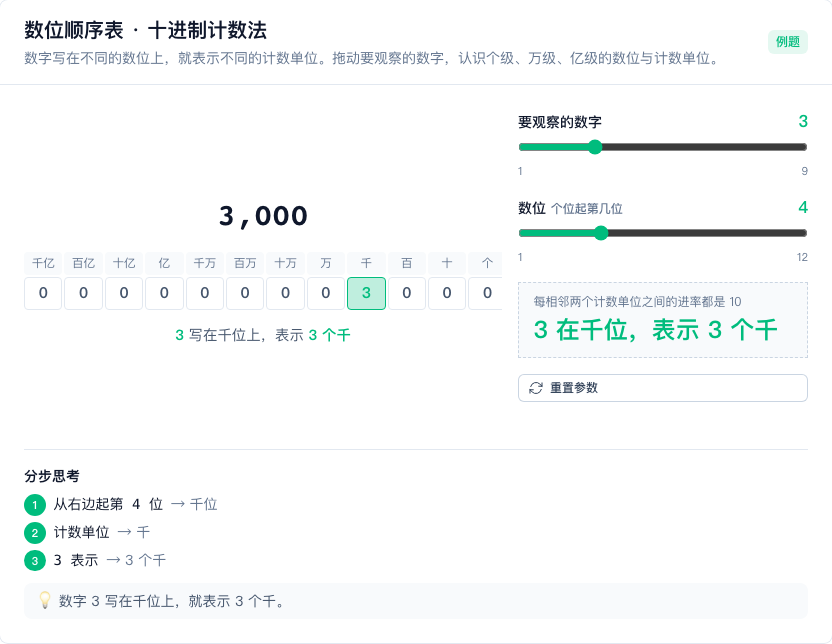 数位顺序表 · 十进制计数法
数字写在不同的数位上，就表示不同的计数单位。拖动要观察的数字，认识个级、万级、亿级的数位与计数单位。
例题
3,000
千亿 百亿 十亿 亿 千万 百万 十万 万 千 百 十 个
0 0 0 0 0 0 0 0 3 0 0 0
3 写在千位上，表示 3 个千
要观察的数字 3
1 9
数位 个位起第几位 4
1 12
每相邻两个计数单位之间的进率都是 10
3 在千位，表示 3 个千
重置参数
分步思考
1 从右边起第 4 位 → 千位
2 计数单位 → 千
3 3 表示 → 3 个千
数字 3 写在千位上，就表示 3 个千。